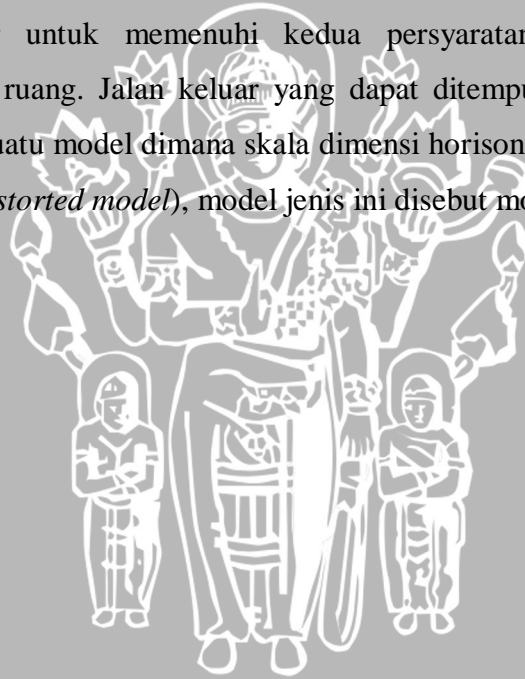 untuk memenuhi kedua persyaratan
ruang. Jalan keluar yang dapat ditempu
uatu model dimana skala dimensi horison
storted model), model jenis ini disebut mo